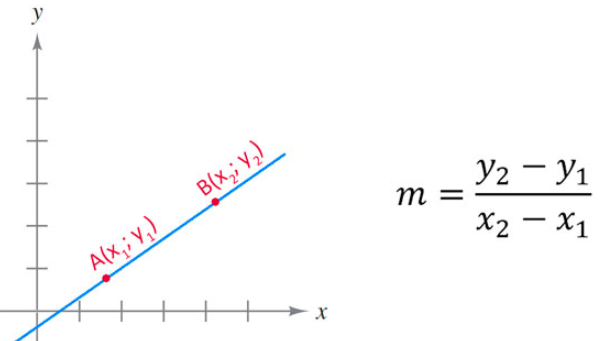 y
B(x₂; y₂)
A(x₁; y₁)
x
m = (y₂ − y₁) / (x₂ − x₁)